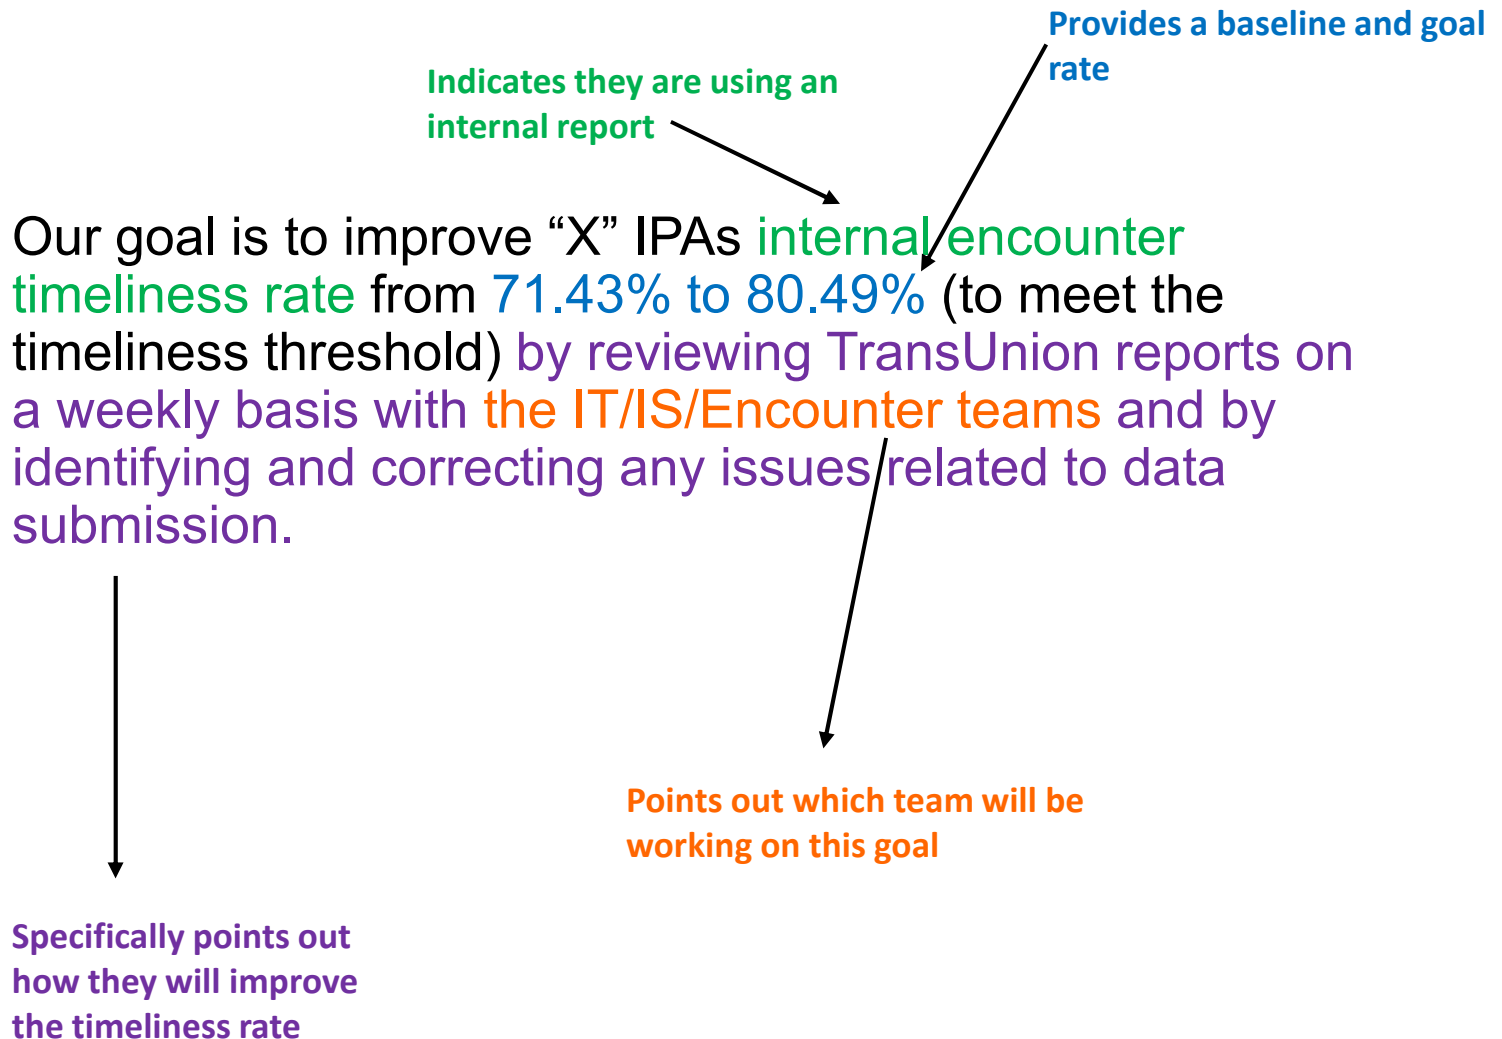 Provides a baseline and goal
rate
Indicates they are using an
internal report
Our goal is to improve “X” IPAs internal encounter
timeliness rate from 71.43% to 80.49% (to meet the
timeliness threshold) by reviewing TransUnion reports on
a weekly basis with the IT/IS/Encounter teams and by
identifying and correcting any issues related to data
submission.
Points out which team will be
working on this goal
Specifically points out
how they will improve
the timeliness rate